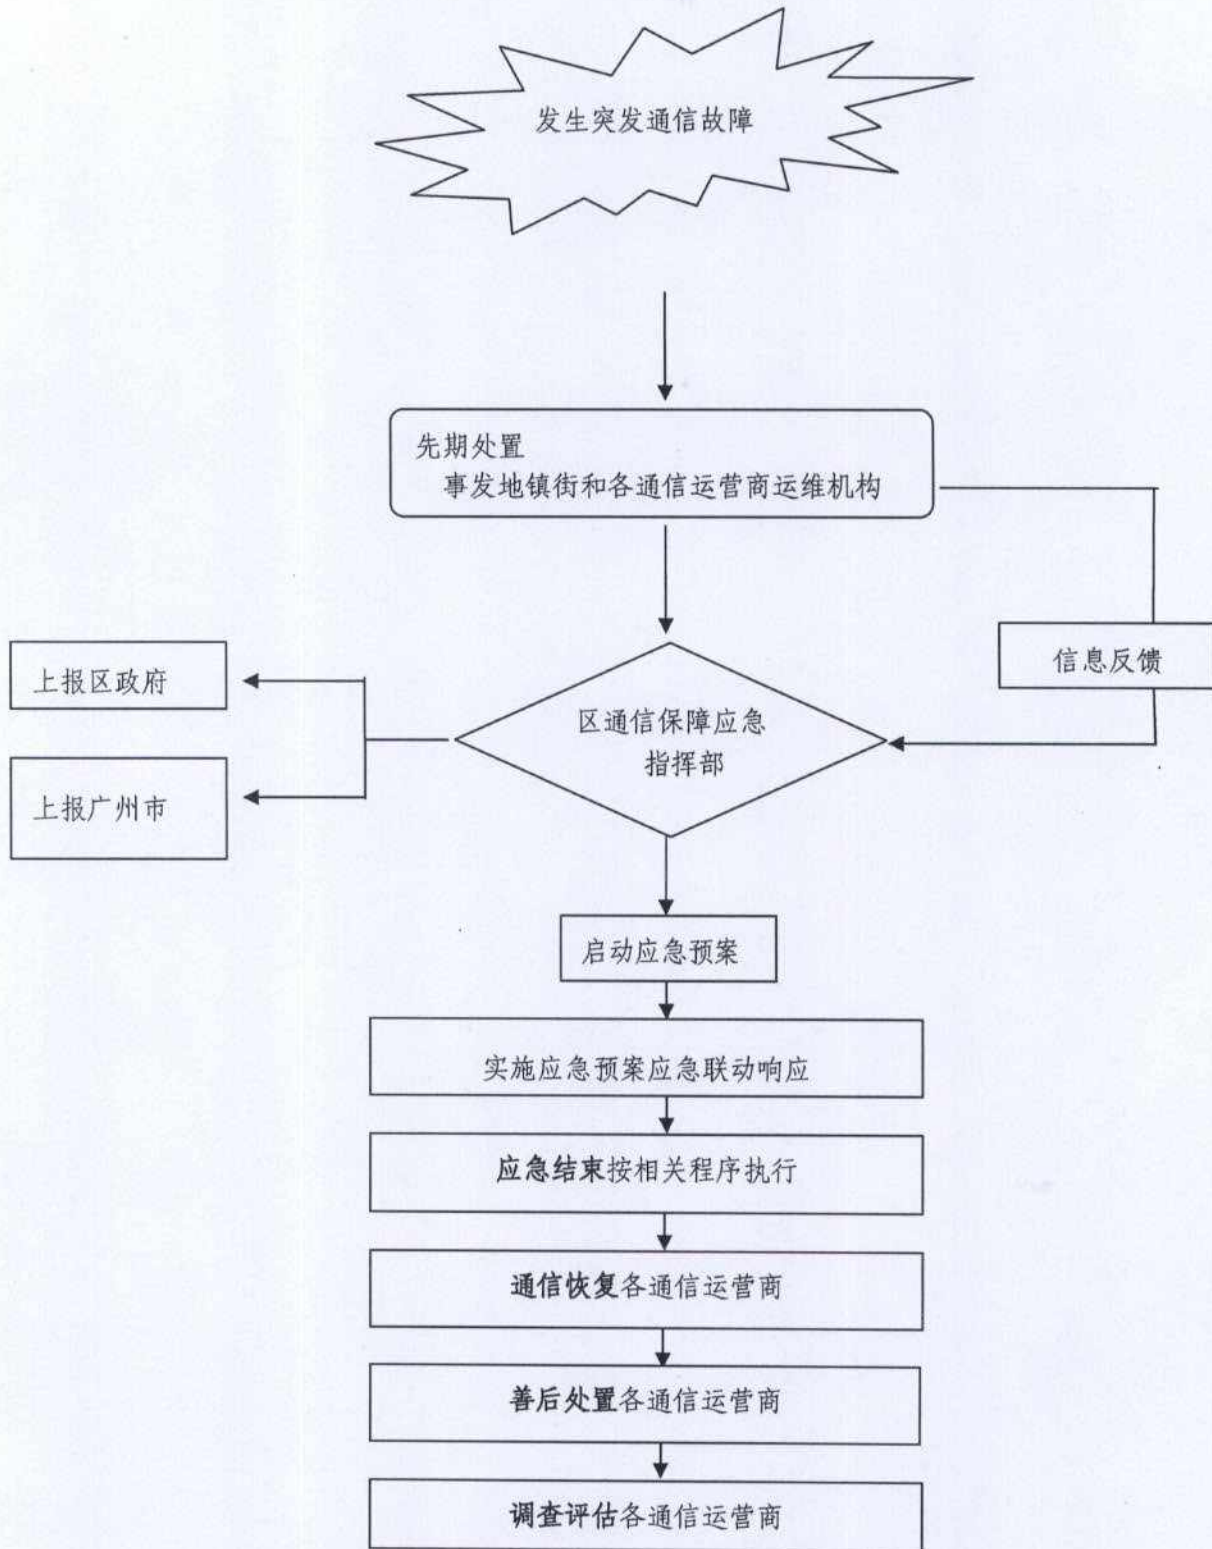 发生突发通信故障
先期处置
事发地镇街和各通信运营商运维机构
信息反馈
上报区政府
区通信保障应急
指挥部
上报广州市
启动应急预案
实施应急预案应急联动响应
应急结束按相关程序执行
通信恢复各通信运营商
善后处置各通信运营商
调查评估各通信运营商